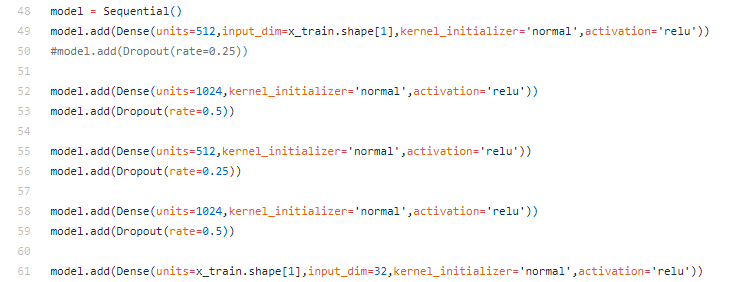 48 model = Sequential()
49 model.add(Dense(units=512,input_dim=x_train.shape[1],kernel_initializer='normal',activation='relu'))
50 #model.add(Dropout(rate=0.25))
51
52 model.add(Dense(units=1024,kernel_initializer='normal',activation='relu'))
53 model.add(Dropout(rate=0.5))
54
55 model.add(Dense(units=512,kernel_initializer='normal',activation='relu'))
56 model.add(Dropout(rate=0.25))
57
58 model.add(Dense(units=1024,kernel_initializer='normal',activation='relu'))
59 model.add(Dropout(rate=0.5))
60
61 model.add(Dense(units=x_train.shape[1],input_dim=32,kernel_initializer='normal',activation='relu'))